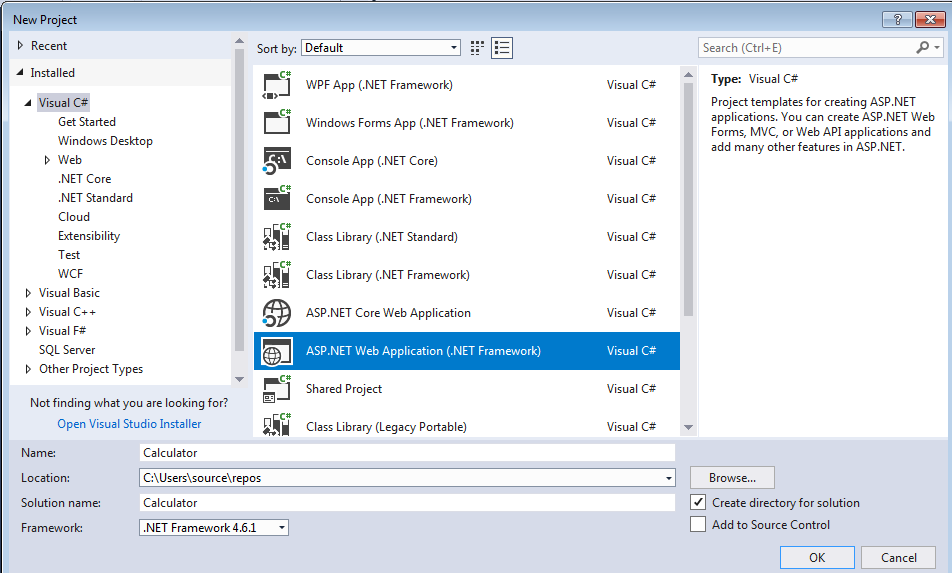 New Project
Recent
Installed
Visual C#
Get Started
Windows Desktop
Web
.NET Core
.NET Standard
Cloud
Extensibility
Test
WCF
Visual Basic
Visual C++
Visual F#
SQL Server
Other Project Types
Not finding what you are looking for?
Open Visual Studio Installer
Sort by: Default
WPF App (.NET Framework) Visual C#
Windows Forms App (.NET Framework) Visual C#
Console App (.NET Core) Visual C#
Console App (.NET Framework) Visual C#
Class Library (.NET Standard) Visual C#
Class Library (.NET Framework) Visual C#
ASP.NET Core Web Application Visual C#
ASP.NET Web Application (.NET Framework) Visual C#
Shared Project Visual C#
Class Library (Legacy Portable) Visual C#
Search (Ctrl+E)
Type: Visual C#
Project templates for creating ASP.NET
applications. You can create ASP.NET Web
Forms, MVC, or Web API applications and
add many other features in ASP.NET.
Name: Calculator
Location: C:\Users\source\repos
Browse...
Solution name: Calculator
Create directory for solution
Framework: .NET Framework 4.6.1
Add to Source Control
OK
Cancel